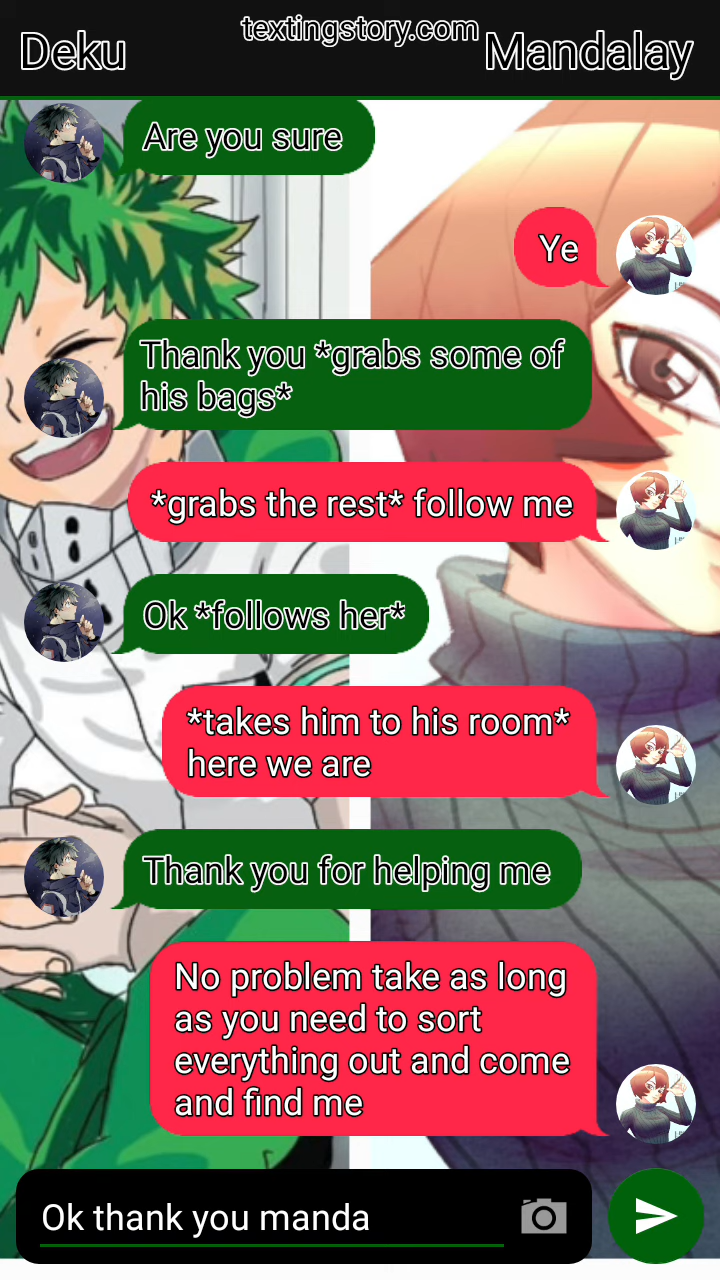 textingstory.com
Deku
Mandalay
Are you sure
Ye
Thank you *grabs some of
his bags*
*grabs the rest* follow me
Ok *follows her*
*takes him to his room*
here we are
Thank you for helping me
No problem take as long
as you need to sort
everything out and come
and find me
Ok thank you manda